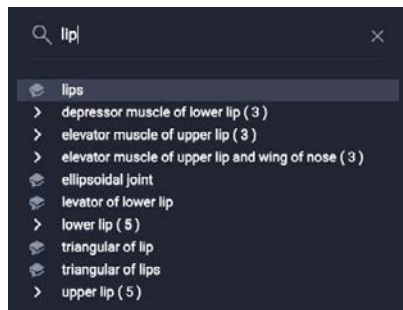 lip
lips
depressor muscle of lower lip ( 3 )
elevator muscle of upper lip ( 3 )
elevator muscle of upper lip and wing of nose ( 3 )
ellipsoidal joint
levator of lower lip
lower lip ( 5 )
triangular of lip
triangular of lips
upper lip ( 5 )